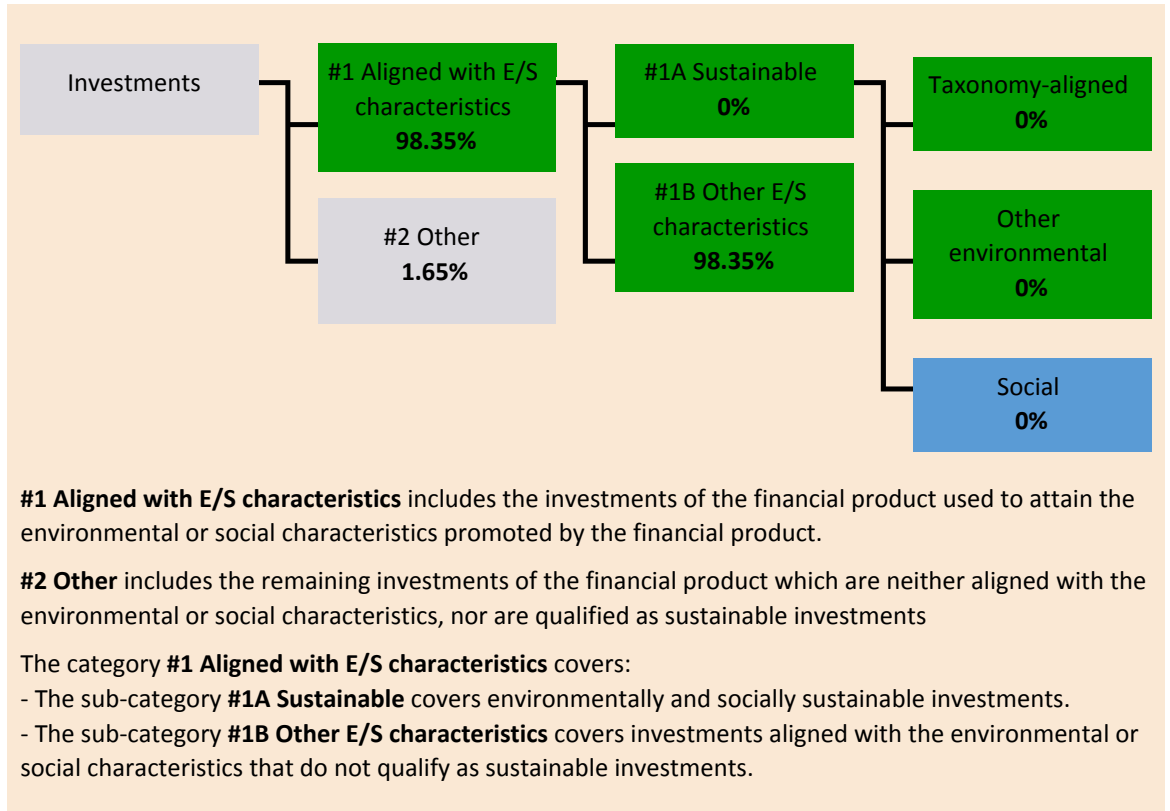 Investments
#1 Aligned with E/S
characteristics
98.35%
#2 Other
1.65%
#1A Sustainable
0%
#1B Other E/S
characteristics
98.35%
Taxonomy-aligned
0%
Other
environmental
0%
Social
0%
#1 Aligned with E/S characteristics includes the investments of the financial product used to attain the
environmental or social characteristics promoted by the financial product.
#2 Other includes the remaining investments of the financial product which are neither aligned with the
environmental or social characteristics, nor are qualified as sustainable investments
The category #1 Aligned with E/S characteristics covers:
- The sub-category #1A Sustainable covers environmentally and socially sustainable investments.
- The sub-category #1B Other E/S characteristics covers investments aligned with the environmental or
social characteristics that do not qualify as sustainable investments.